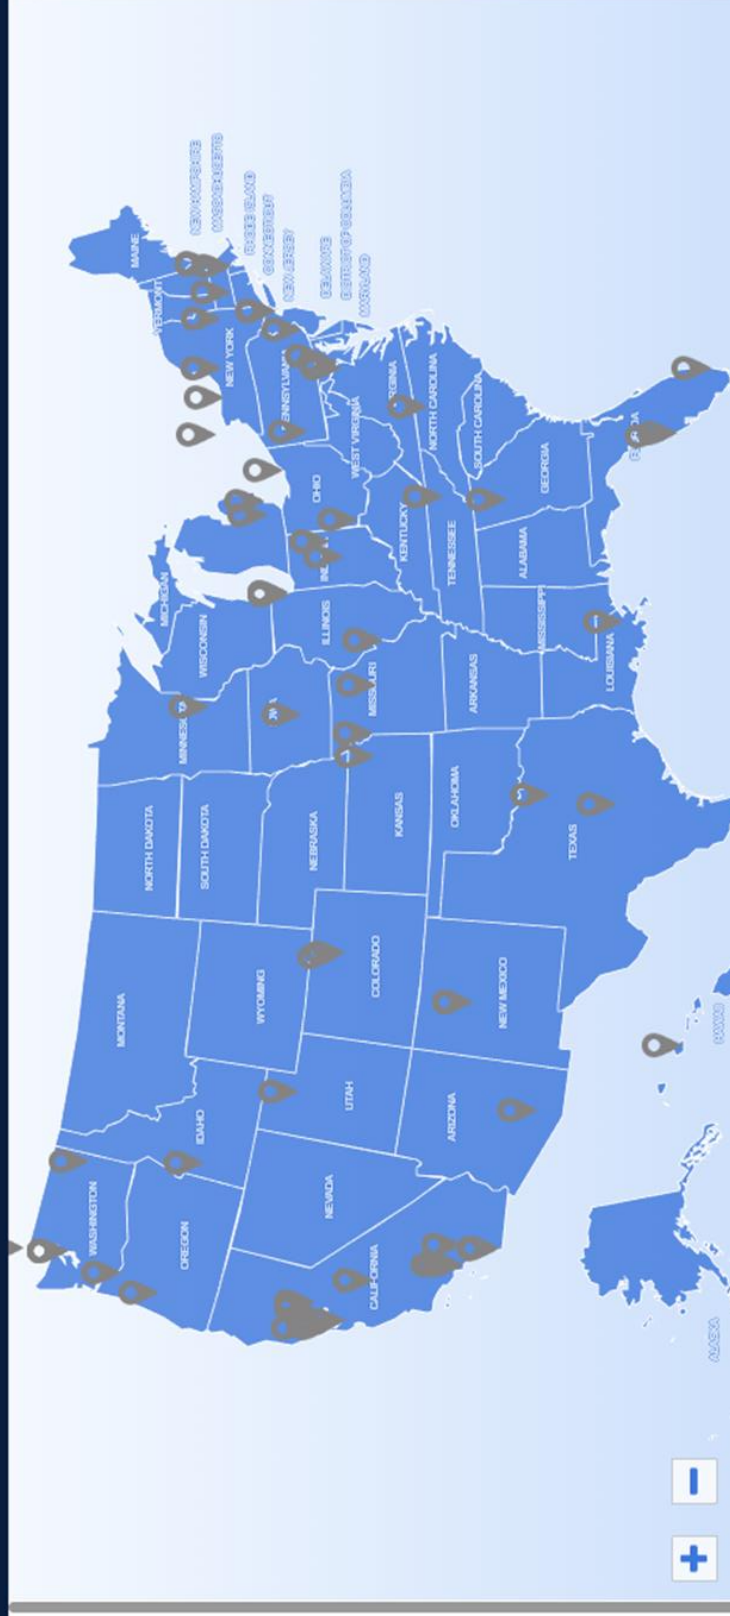 MAINE
NEW HAMPSHIRE
VERMONT
MASSACHUSETTS
NEW YORK
RHODE ISLAND
CONNECTICUT
NEW JERSEY
DELAWARE
DISTRICT OF COLUMBIA
MARYLAND
WEST VIRGINIA
NORTH CAROLINA
SOUTH CAROLINA
GEORGIA
OHIO
KENTUCKY
TENNESSEE
ALABAMA
MICHIGAN
WISCONSIN
ILLINOIS
MISSISSIPPI
MINNESOTA
MISSOURI
ARKANSAS
LOUISIANA
NORTH DAKOTA
SOUTH DAKOTA
NEBRASKA
KANSAS
OKLAHOMA
TEXAS
MONTANA
WYOMING
COLORADO
NEW MEXICO
IDAHO
UTAH
ARIZONA
WASHINGTON
OREGON
NEVADA
CALIFORNIA
HAWAII
ALASKA